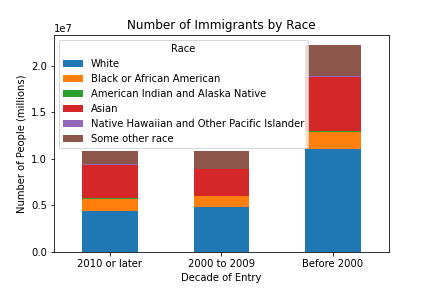 Number of Immigrants by Race
1e7
Race
White
Black or African American
American Indian and Alaska Native
Asian
Native Hawaiian and Other Pacific Islander
Some other race
2.0
1.5
1.0
0.5
0.0
Number of People (millions)
2010 or later
2000 to 2009
Before 2000
Decade of Entry